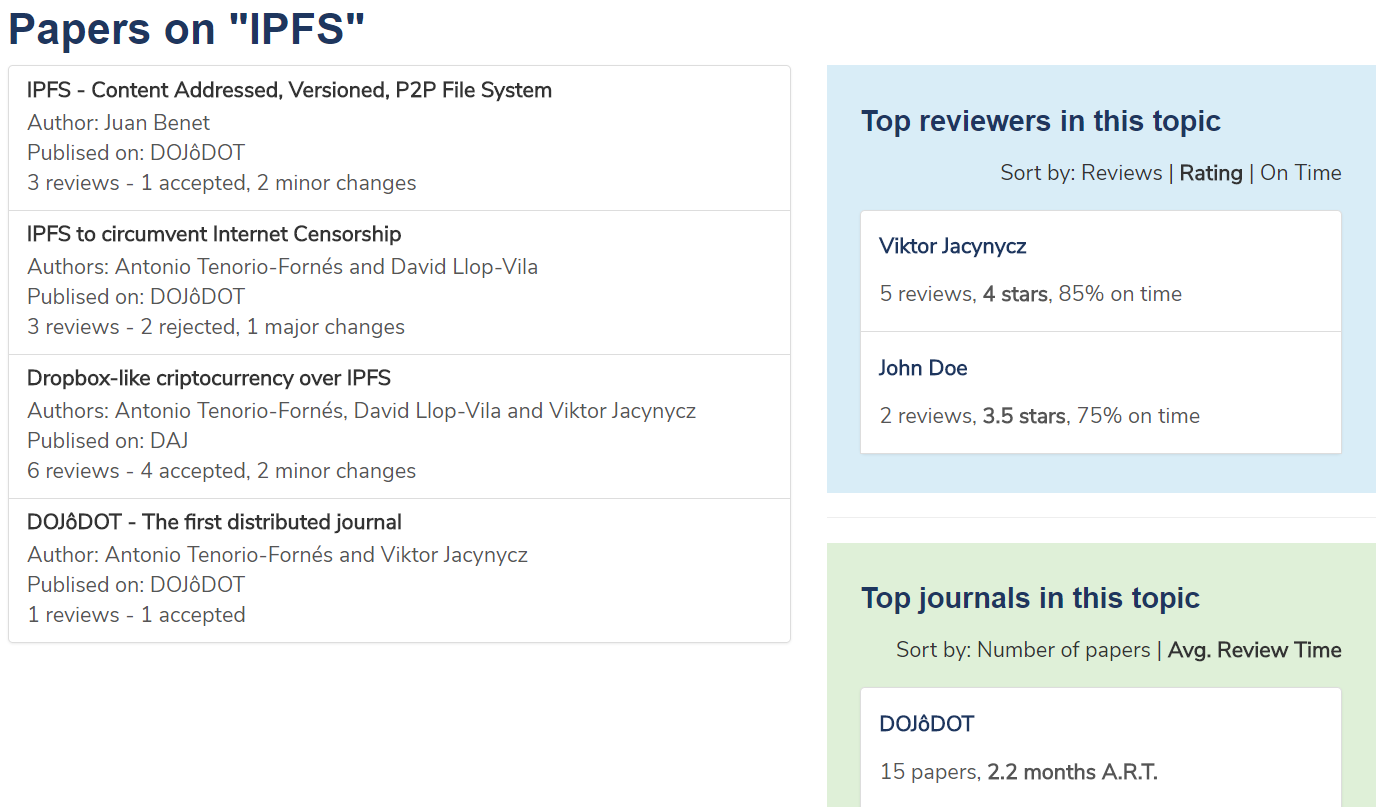 Papers on "IPFS"
IPFS - Content Addressed, Versioned, P2P File System
Author: Juan Benet
Publised on: DOJôDOT
3 reviews - 1 accepted, 2 minor changes
IPFS to circumvent Internet Censorship
Authors: Antonio Tenorio-Fornés and David Llop-Vila
Publised on: DOJôDOT
3 reviews - 2 rejected, 1 major changes
Dropbox-like criptocurrency over IPFS
Authors: Antonio Tenorio-Fornés, David Llop-Vila and Viktor Jacynycz
Publised on: DAJ
6 reviews - 4 accepted, 2 minor changes
DOJôDOT - The first distributed journal
Author: Antonio Tenorio-Fornés and Viktor Jacynycz
Publised on: DOJôDOT
1 reviews - 1 accepted
Top reviewers in this topic
Sort by: Reviews | Rating | On Time
Viktor Jacynycz
5 reviews, 4 stars, 85% on time
John Doe
2 reviews, 3.5 stars, 75% on time
Top journals in this topic
Sort by: Number of papers | Avg. Review Time
DOJôDOT
15 papers, 2.2 months A.R.T.